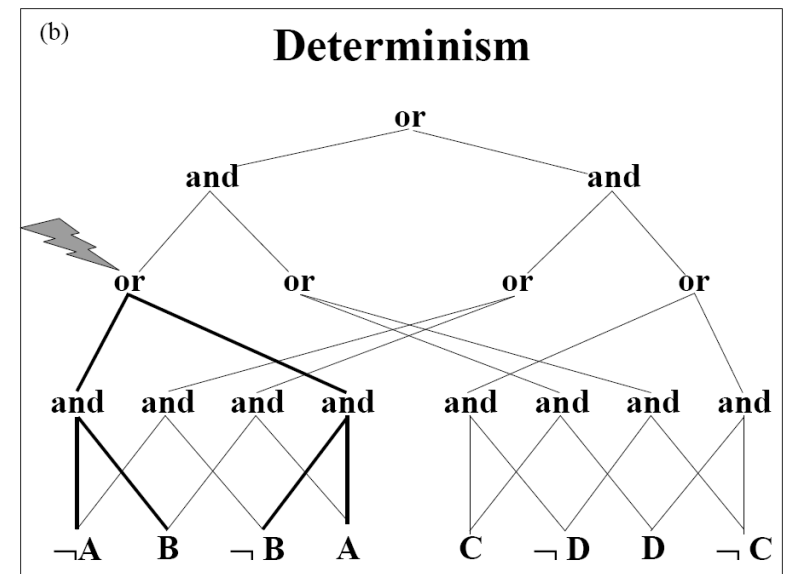 (b)
Determinism
or
and and
or or or or
and and and and and and and and
¬A B ¬ B A C ¬ D D ¬ C